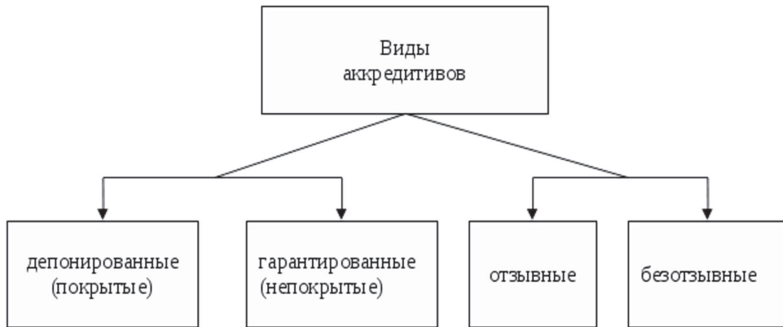 Виды
аккредитивов
депонированные
(покрытые)
гарантированные
(непокрытые)
отзывные
безотзывные